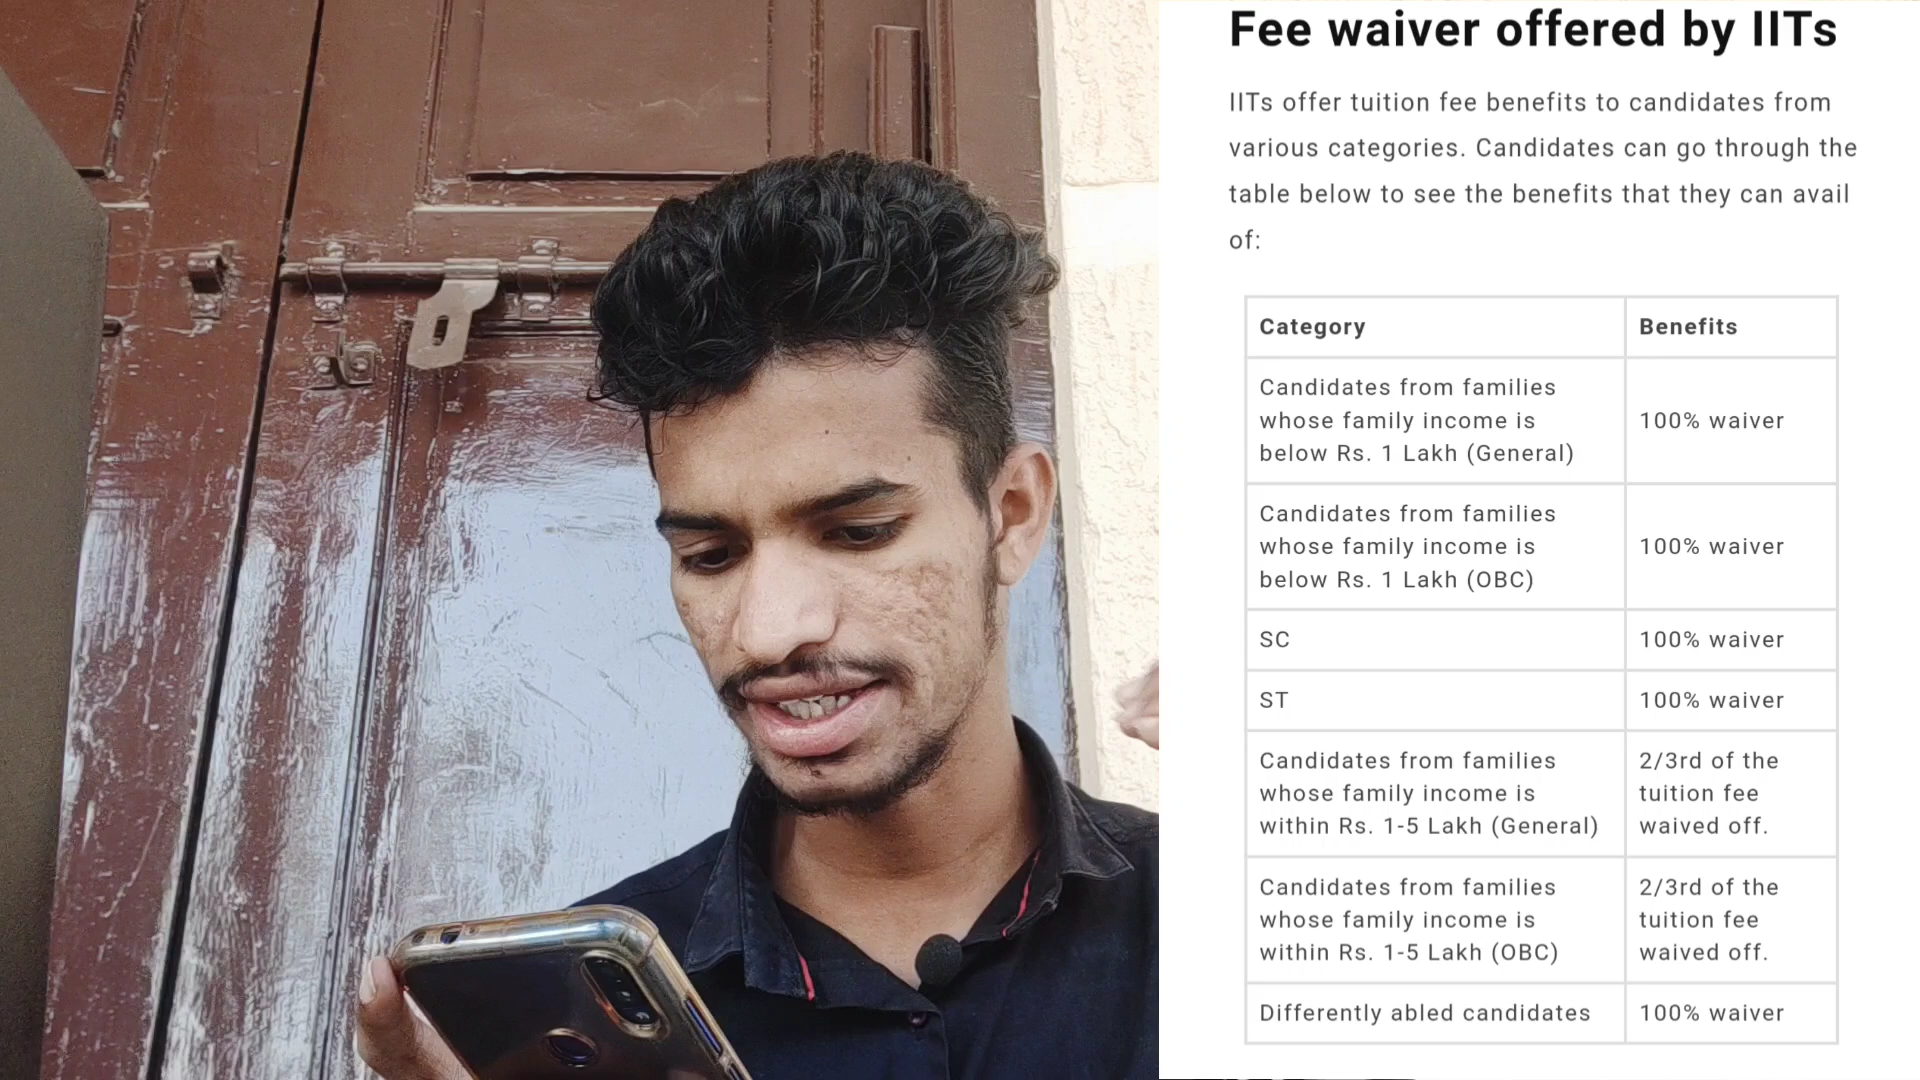 Fee waiver offered by IITs
IITs offer tuition fee benefits to candidates from
various categories. Candidates can go through the
table below to see the benefits that they can avail
of:
Category
Benefits
Candidates from families
whose family income is
below Rs. 1 Lakh (General)
100% waiver
Candidates from families
whose family income is
below Rs. 1 Lakh (OBC)
100% waiver
SC
100% waiver
ST
100% waiver
Candidates from families
whose family income is
within Rs. 1-5 Lakh (General)
2/3rd of the
tuition fee
waived off.
Candidates from families
whose family income is
within Rs. 1-5 Lakh (OBC)
2/3rd of the
tuition fee
waived off.
Differently abled candidates
100% waiver